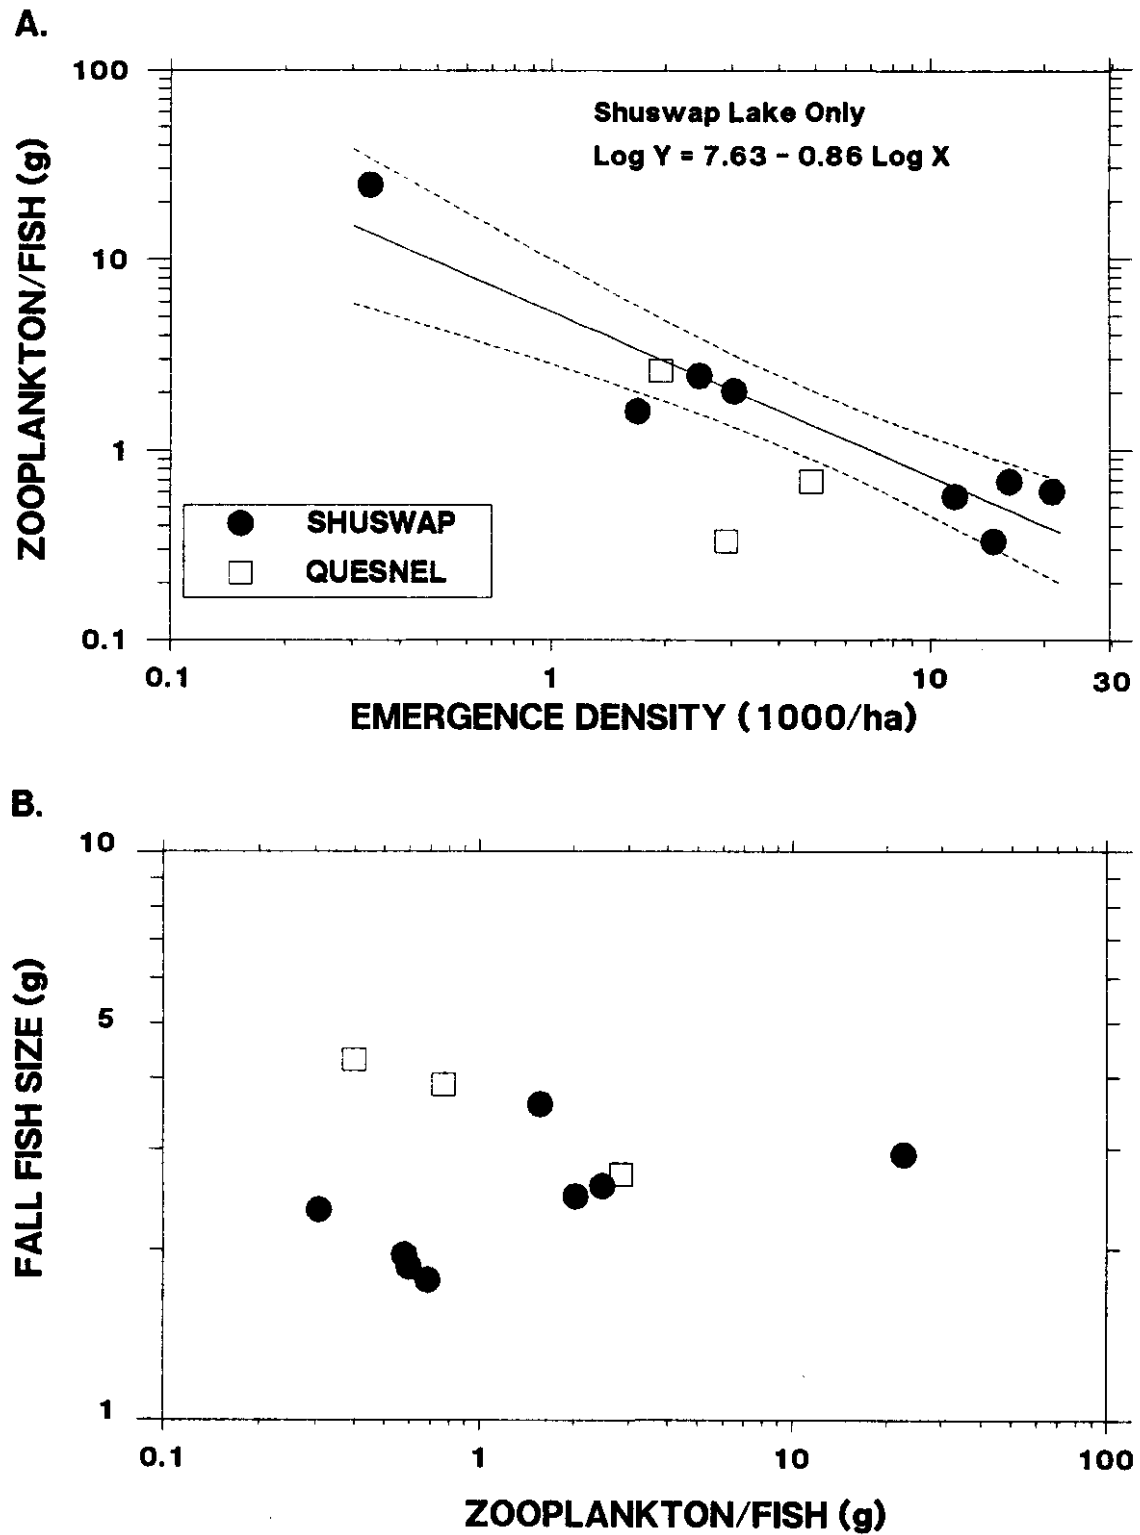 A.
100
10
1
0.1
ZOOPLANKTON/FISH (g)
Shuswap Lake Only
Log Y = 7.63 - 0.86 Log X
SHUSWAP
QUESNEL
0.1
1
10
30
EMERGENCE DENSITY (1000/ha)
B.
10
5
1
FALL FISH SIZE (g)
0.1
1
10
100
ZOOPLANKTON/FISH (g)